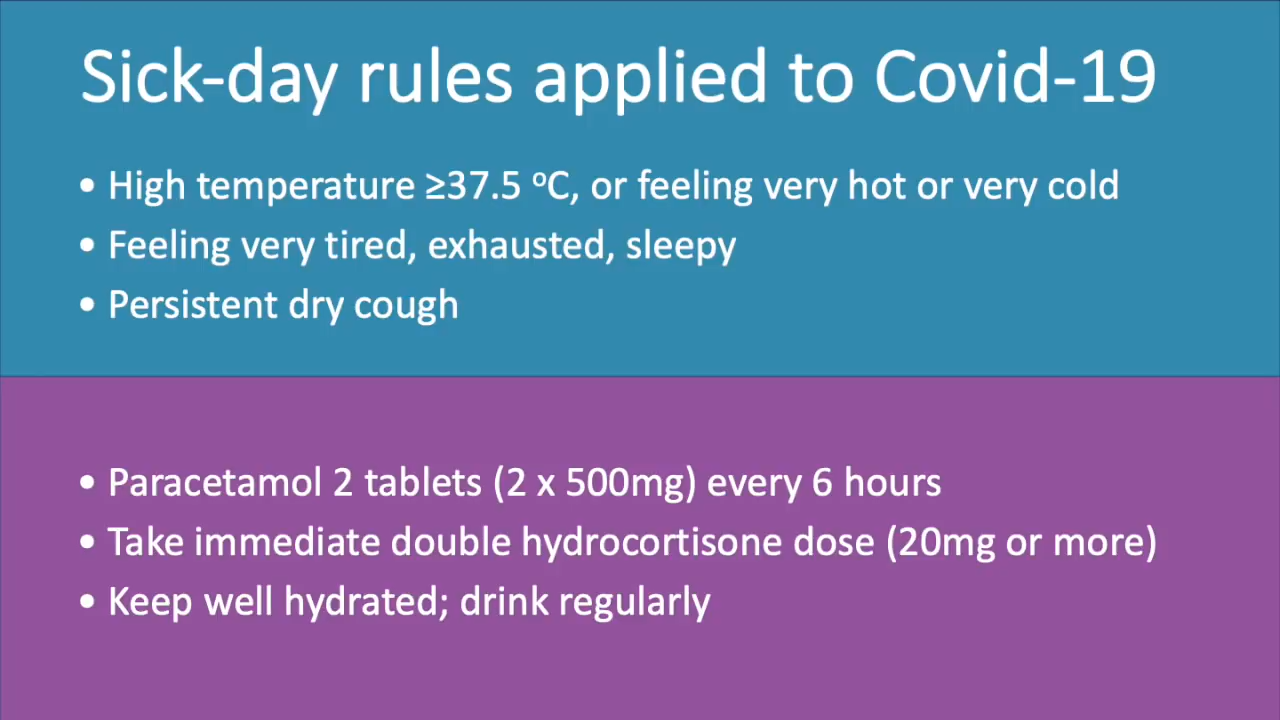 Sick-day rules applied to Covid-19
• High temperature ≥37.5 ºC, or feeling very hot or very cold
• Feeling very tired, exhausted, sleepy
• Persistent dry cough
• Paracetamol 2 tablets (2 x 500mg) every 6 hours
• Take immediate double hydrocortisone dose (20mg or more)
• Keep well hydrated; drink regularly